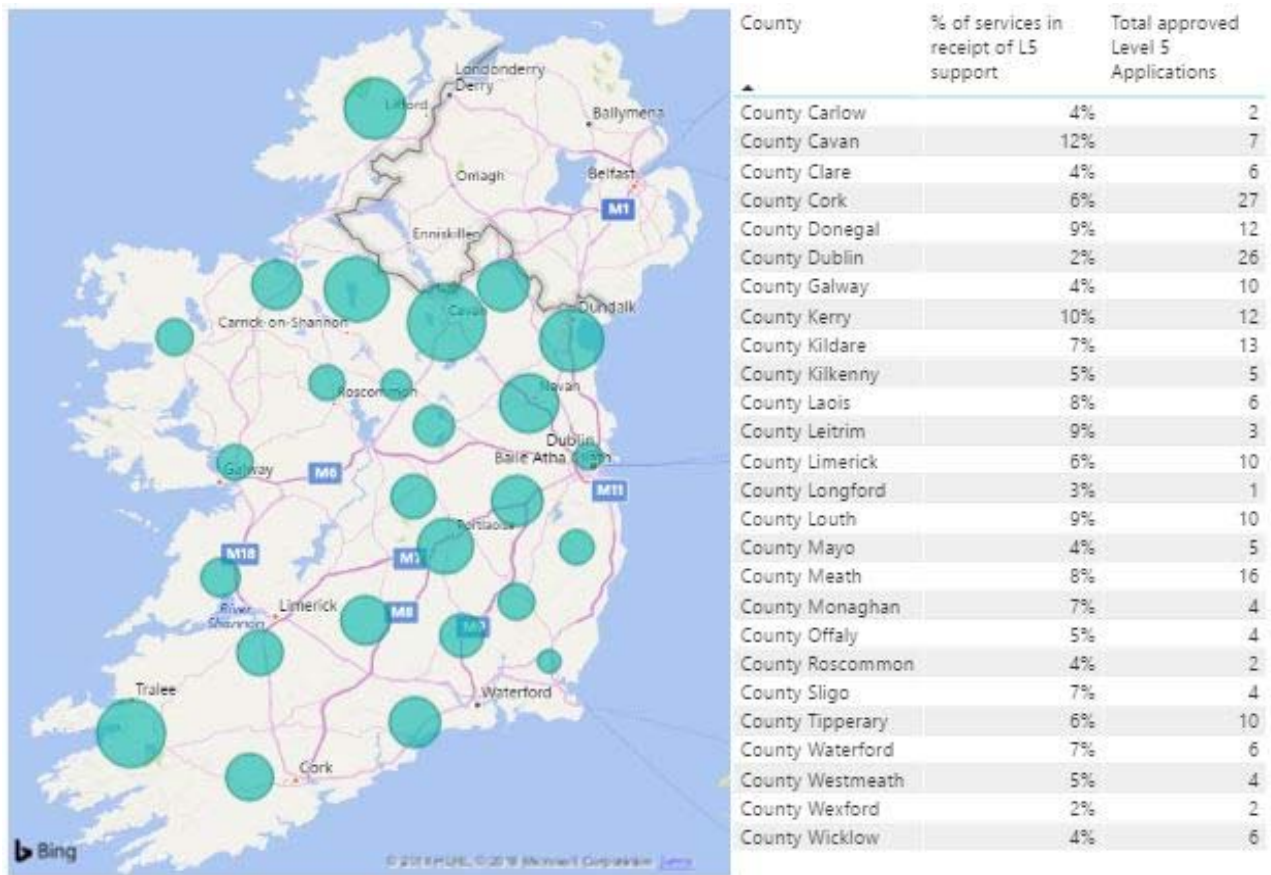 Londonderry
Derry
Lifford
Ballymena
Omagh
Belfast
M1
Enniskillen
Cavan
Dundalk
Carrick-on-Shannon
Roscommon
Navan
Dublin
Baile Atha Cliath
Galway
M6
M11
Portlaoise
M18
M7
River
Shannon
Limerick
M8
M9
Tralee
Waterford
Cork
Bing
County
% of services in
receipt of L5
support
Total approved
Level 5
Applications
County Carlow 4% 2
County Cavan 12% 7
County Clare 4% 6
County Cork 6% 27
County Donegal 9% 12
County Dublin 2% 26
County Galway 4% 10
County Kerry 10% 12
County Kildare 7% 13
County Kilkenny 5% 5
County Laois 8% 6
County Leitrim 9% 3
County Limerick 6% 10
County Longford 3% 1
County Louth 9% 10
County Mayo 4% 5
County Meath 8% 16
County Monaghan 7% 4
County Offaly 5% 4
County Roscommon 4% 2
County Sligo 7% 4
County Tipperary 6% 10
County Waterford 7% 6
County Westmeath 5% 4
County Wexford 2% 2
County Wicklow 4% 6